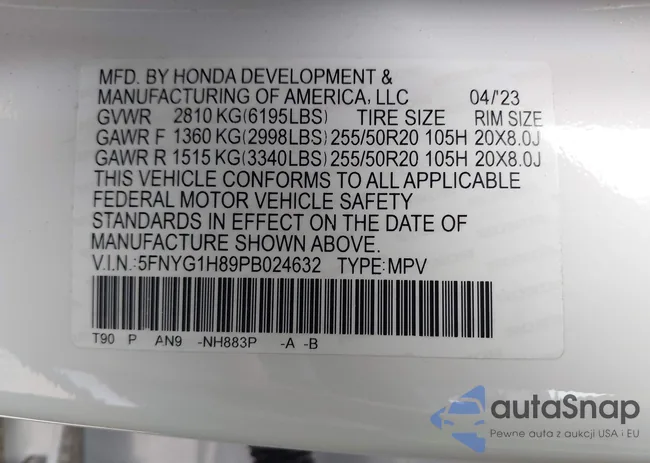 MFD. BY HONDA DEVELOPMENT &
MANUFACTURING OF AMERICA, LLC 04/'23
GVWR 2810 KG(6195LBS) TIRE SIZE RIM SIZE
GAWR F 1360 KG(2998LBS) 255/50R20 105H 20X8.0J
GAWR R 1515 KG(3340LBS) 255/50R20 105H 20X8.0J
THIS VEHICLE CONFORMS TO ALL APPLICABLE
FEDERAL MOTOR VEHICLE SAFETY
STANDARDS IN EFFECT ON THE DATE OF
MANUFACTURE SHOWN ABOVE.
V.I.N.:5FNYG1H89PB024632 TYPE:MPV
T90 P AN9 -NH883P -A -B
autaSnap
Pewne auta z aukcji USA i EU